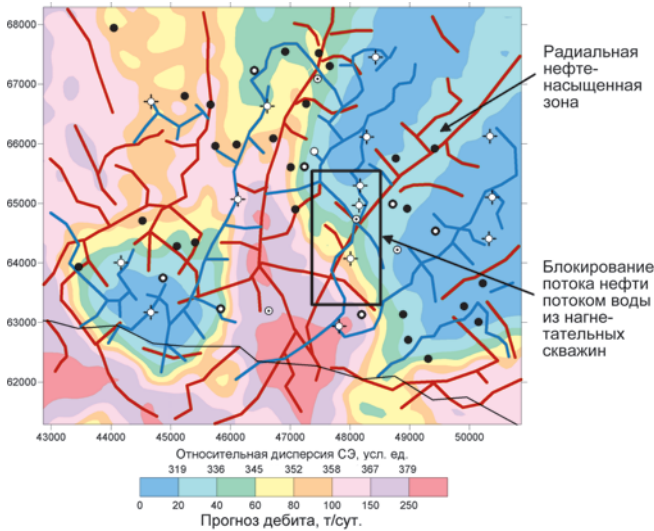 68000
67000
66000
65000
64000
63000
62000
43000 44000 45000 46000 47000 48000 49000 50000
Радиальная
нефте-
насыщенная
зона
Блокирование
потока нефти
потоком воды
из нагне-
тательных
скважин
Относительная дисперсия СЭ, усл. ед.
319 336 345 352 358 367 379
0 20 40 60 80 100 150 250
Прогноз дебита, т/сут.